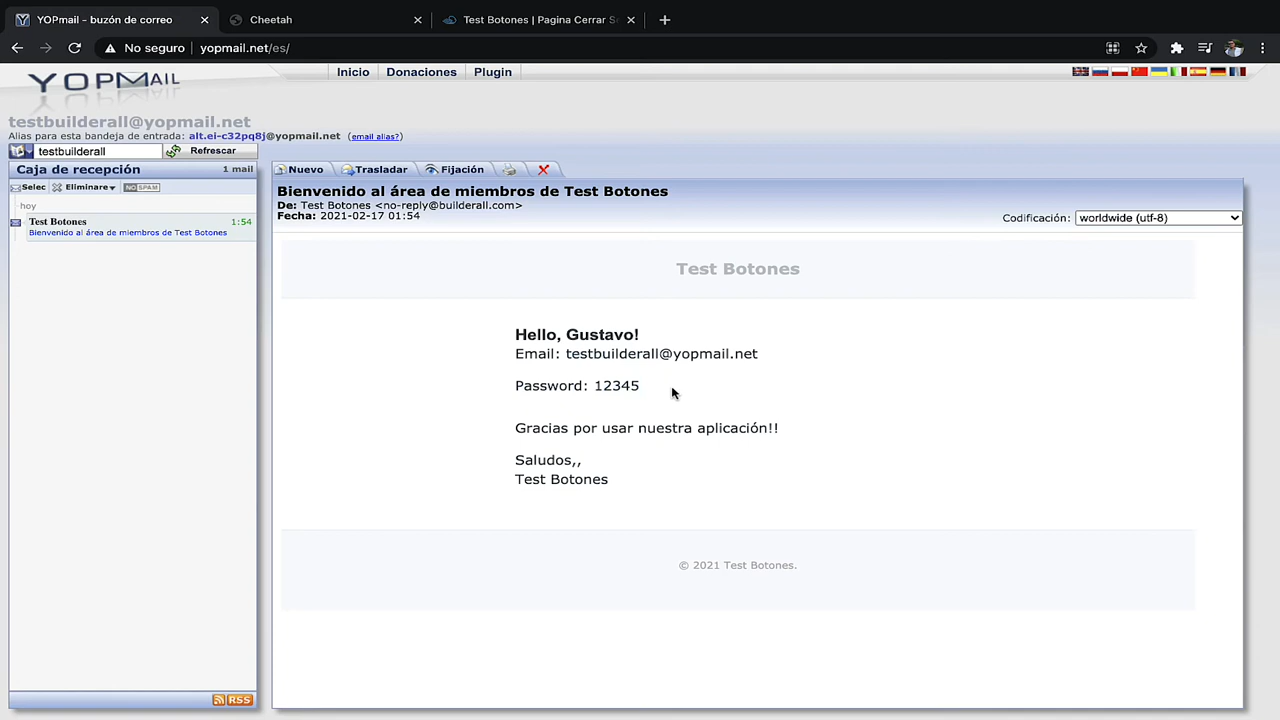 YOPmail – buzón de correo
Cheetah
Test Botones | Pagina Cerrar S
No seguro
yopmail.net/es/
YOPMAIL
Inicio
Donaciones
Plugin
testbuilderall@yopmail.net
Alias para esta bandeja de entrada: alt.ei-c32pq8j@yopmail.net (email alias?)
testbuilderall
Refrescar
Caja de recepción
1 mail
Selec
Eliminare
NO SPAM
hoy
Test Botones
1:54
Bienvenido al área de miembros de Test Botones
RSS
Nuevo
Trasladar
Fijación
Bienvenido al área de miembros de Test Botones
De: Test Botones <no-reply@builderall.com>
Fecha: 2021-02-17 01:54
Codificación:
worldwide (utf-8)
Test Botones
Hello, Gustavo!
Email: testbuilderall@yopmail.net
Password: 12345
Gracias por usar nuestra aplicación!!
Saludos,,
Test Botones
© 2021 Test Botones.